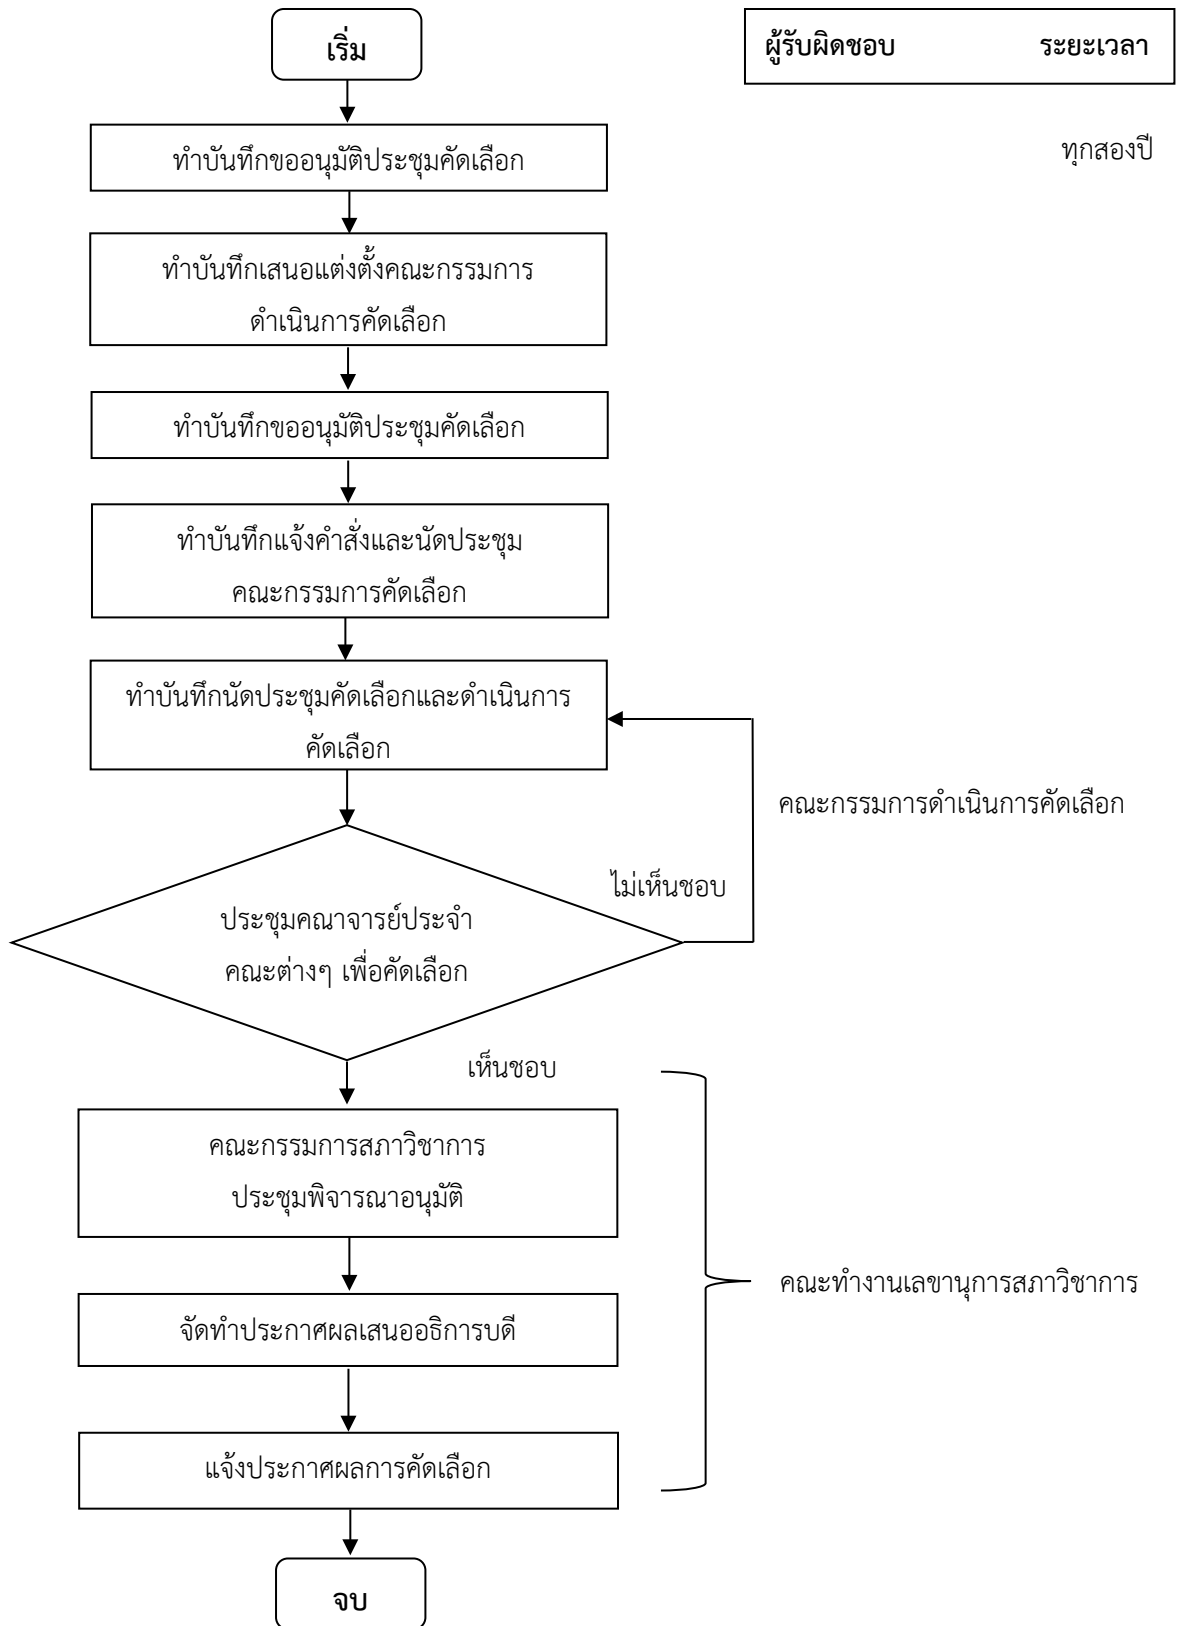 เริ่ม
ผู้รับผิดชอบ ระยะเวลา
ทำบันทึกขออนุมัติประชุมคัดเลือก
ทุกสองปี
ทำบันทึกเสนอแต่งตั้งคณะกรรมการ
ดำเนินการคัดเลือก
ทำบันทึกขออนุมัติประชุมคัดเลือก
ทำบันทึกแจ้งคำสั่งและนัดประชุม
คณะกรรมการคัดเลือก
ทำบันทึกนัดประชุมคัดเลือกและดำเนินการ
คัดเลือก
คณะกรรมการดำเนินการคัดเลือก
ไม่เห็นชอบ
ประชุมคณาจารย์ประจำ
คณะต่างๆ เพื่อคัดเลือก
เห็นชอบ
คณะกรรมการสภาวิชาการ
ประชุมพิจารณาอนุมัติ
คณะทำงานเลขานุการสภาวิชาการ
จัดทำประกาศผลเสนออธิการบดี
แจ้งประกาศผลการคัดเลือก
จบ